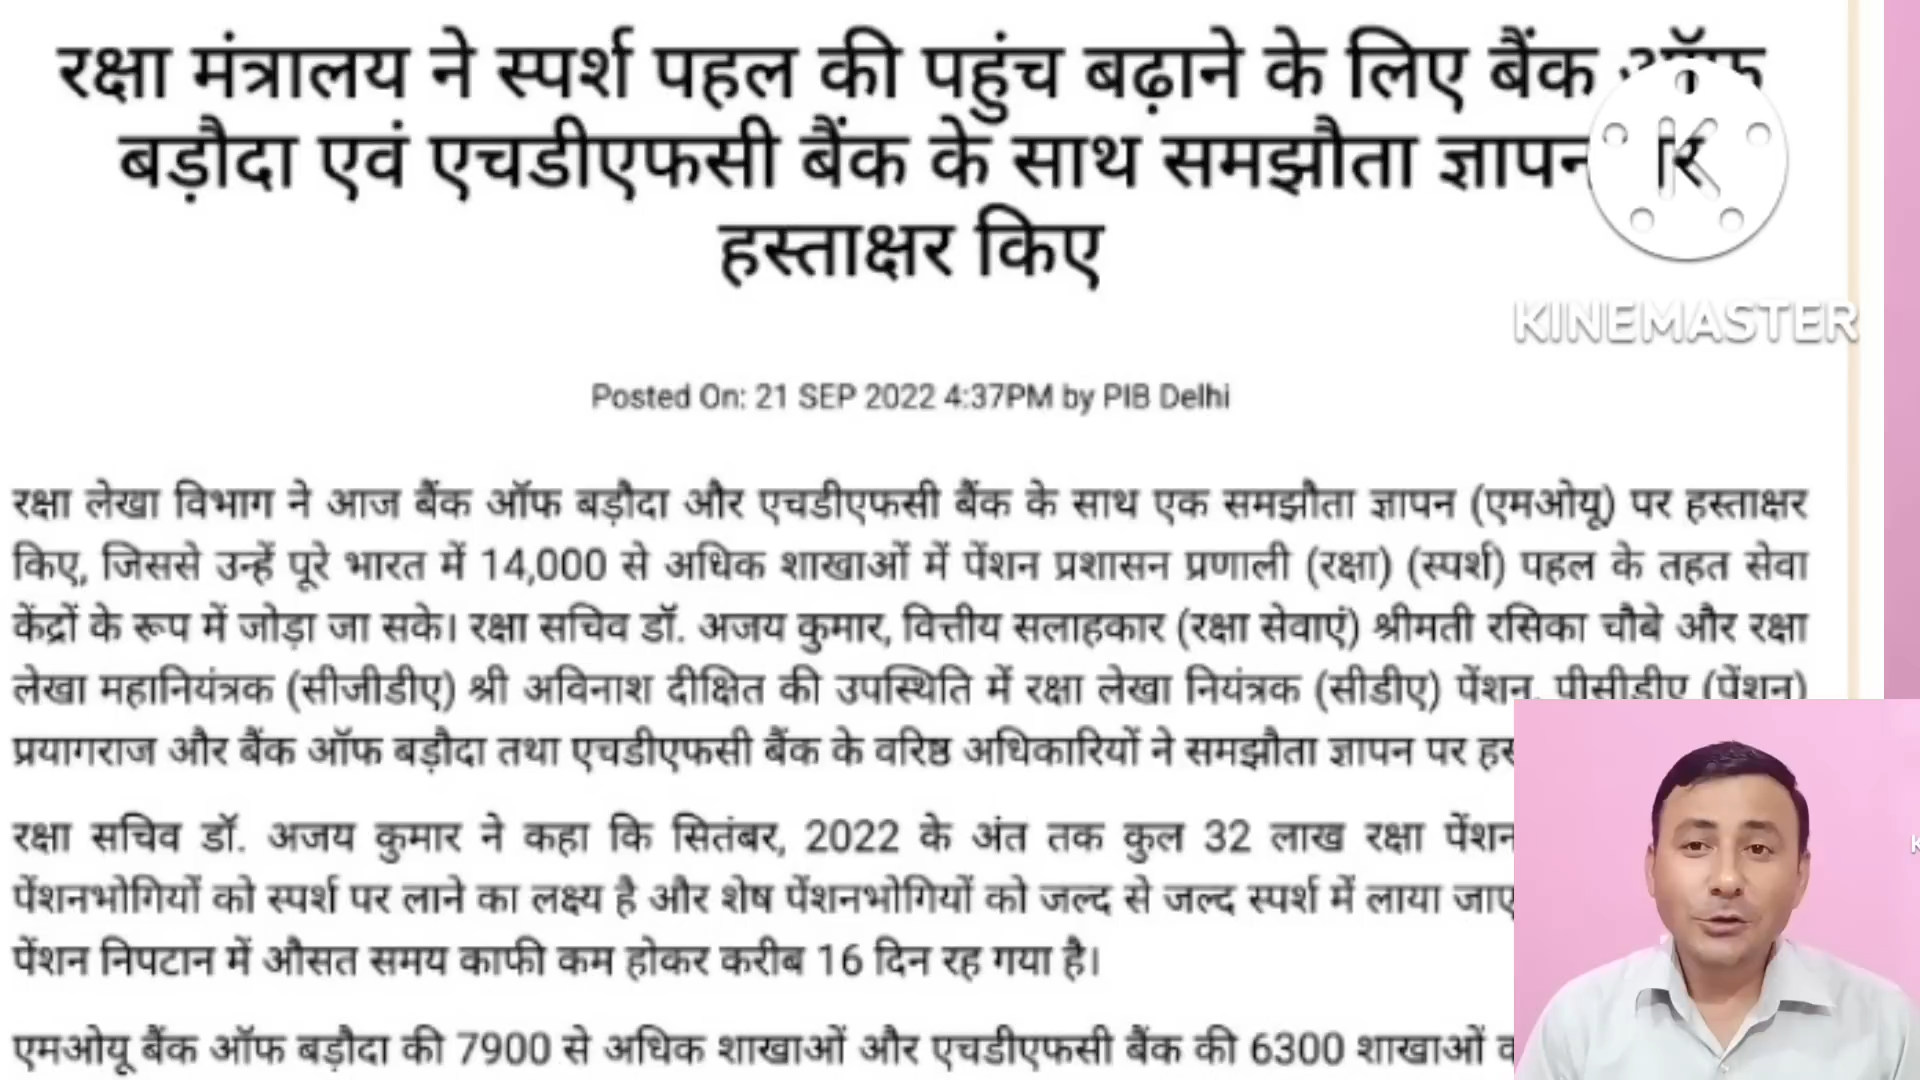 रक्षा मंत्रालय ने स्पर्श पहल की पहुंच बढ़ाने के लिए बैंक ऑफ
बड़ौदा एवं एचडीएफसी बैंक के साथ समझौता ज्ञापन
हस्ताक्षर किए
KINEMASTER
Posted On: 21 SEP 2022 4:37PM by PIB Delhi
रक्षा लेखा विभाग ने आज बैंक ऑफ बड़ौदा और एचडीएफसी बैंक के साथ एक समझौता ज्ञापन (एमओयू) पर हस्ताक्षर
किए, जिससे उन्हें पूरे भारत में 14,000 से अधिक शाखाओं में पेंशन प्रशासन प्रणाली (रक्षा) (स्पर्श) पहल के तहत सेवा
केंद्रों के रूप में जोड़ा जा सके। रक्षा सचिव डॉ. अजय कुमार, वित्तीय सलाहकार (रक्षा सेवाएं) श्रीमती रसिका चौबे और रक्षा
लेखा महानियंत्रक (सीजीडीए) श्री अविनाश दीक्षित की उपस्थिति में रक्षा लेखा नियंत्रक (सीडीए) पेंशन, पीसीडीए (पेंशन)
प्रयागराज और बैंक ऑफ बड़ौदा तथा एचडीएफसी बैंक के वरिष्ठ अधिकारियों ने समझौता ज्ञापन पर
रक्षा सचिव डॉ. अजय कुमार ने कहा कि सितंबर, 2022 के अंत तक कुल 32 लाख रक्षा
पेंशनभोगियों को स्पर्श पर लाने का लक्ष्य है और शेष पेंशनभोगियों को जल्द से जल्द स्पर्श में लाया
पेंशन निपटान में औसत समय काफी कम होकर करीब 16 दिन रह गया है।
एमओयू बैंक ऑफ बड़ौदा की 7900 से अधिक शाखाओं और एचडीएफसी बैंक की 6300 शाखाओं